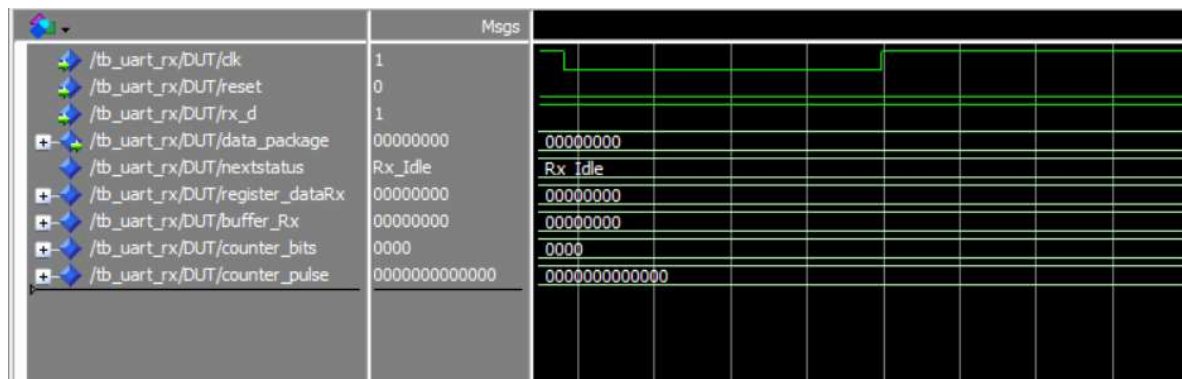 Msgs
/tb_uart_rx/DUT/clk 1
/tb_uart_rx/DUT/reset 0
/tb_uart_rx/DUT/rx_d 1
/tb_uart_rx/DUT/data_package 00000000 00000000
/tb_uart_rx/DUT/nextstatus Rx_Idle Rx_Idle
/tb_uart_rx/DUT/register_dataRx 00000000 00000000
/tb_uart_rx/DUT/buffer_Rx 00000000 00000000
/tb_uart_rx/DUT/counter_bits 0000 0000
/tb_uart_rx/DUT/counter_pulse 0000000000000 0000000000000